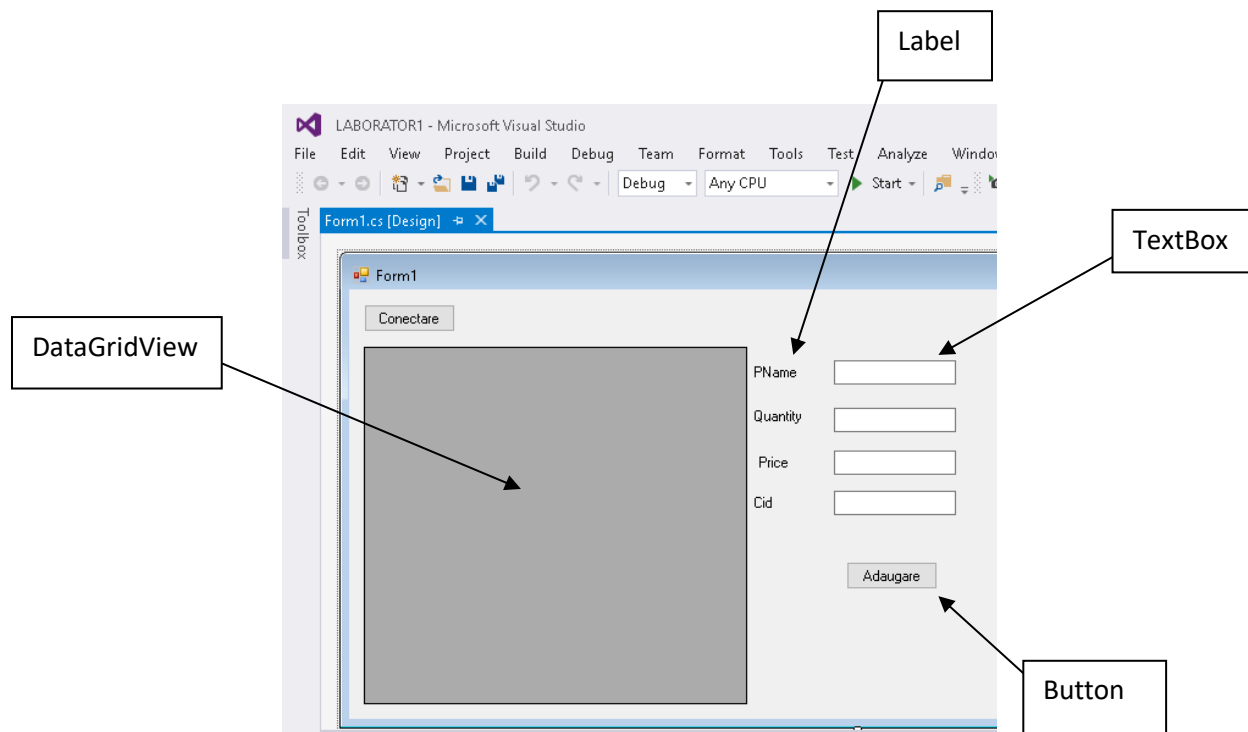 Label
LABORATOR1 - Microsoft Visual Studio
File Edit View Project Build Debug Team Format Tools Test Analyze Windo
Debug Any CPU Start
Toolbox
Form1.cs [Design]
TextBox
Form1
Conectare
DataGridView
PName
Quantity
Price
Cid
Adaugare
Button